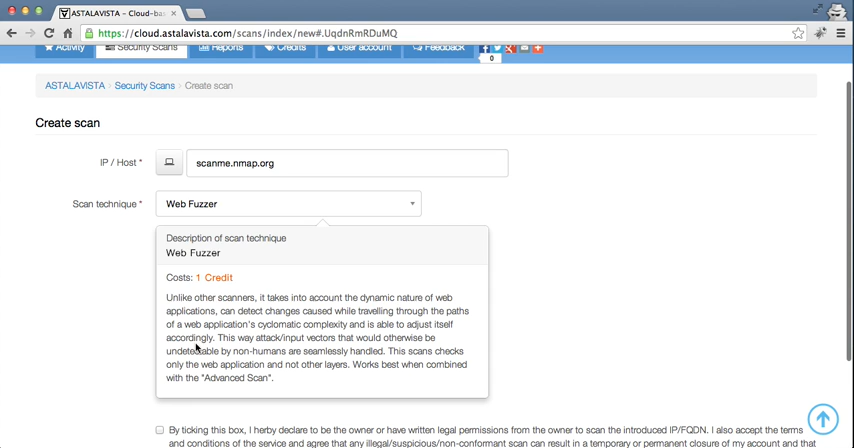 ASTALAVISTA – Cloud-bas
https://cloud.astalavista.com/scans/index/new#.UqdnRmRDuMQ
Activity
Security Scans
Reports
Credits
User account
Feedback
0
ASTALAVISTA > Security Scans > Create scan
Create scan
IP / Host *
scanme.nmap.org
Scan technique *
Web Fuzzer
Description of scan technique
Web Fuzzer
Costs: 1 Credit
Unlike other scanners, it takes into account the dynamic nature of web
applications, can detect changes caused while travelling through the paths
of a web application's cyclomatic complexity and is able to adjust itself
accordingly. This way attack/input vectors that would otherwise be
undetectable by non-humans are seamlessly handled. This scans checks
only the web application and not other layers. Works best when combined
with the "Advanced Scan".
By ticking this box, I herby declare to be the owner or have written legal permissions from the owner to scan the introduced IP/FQDN. I also accept the terms
and conditions of the service and agree that any illegal/suspicious/non-conformant scan can result in a temporary or permanent closure of my account and that